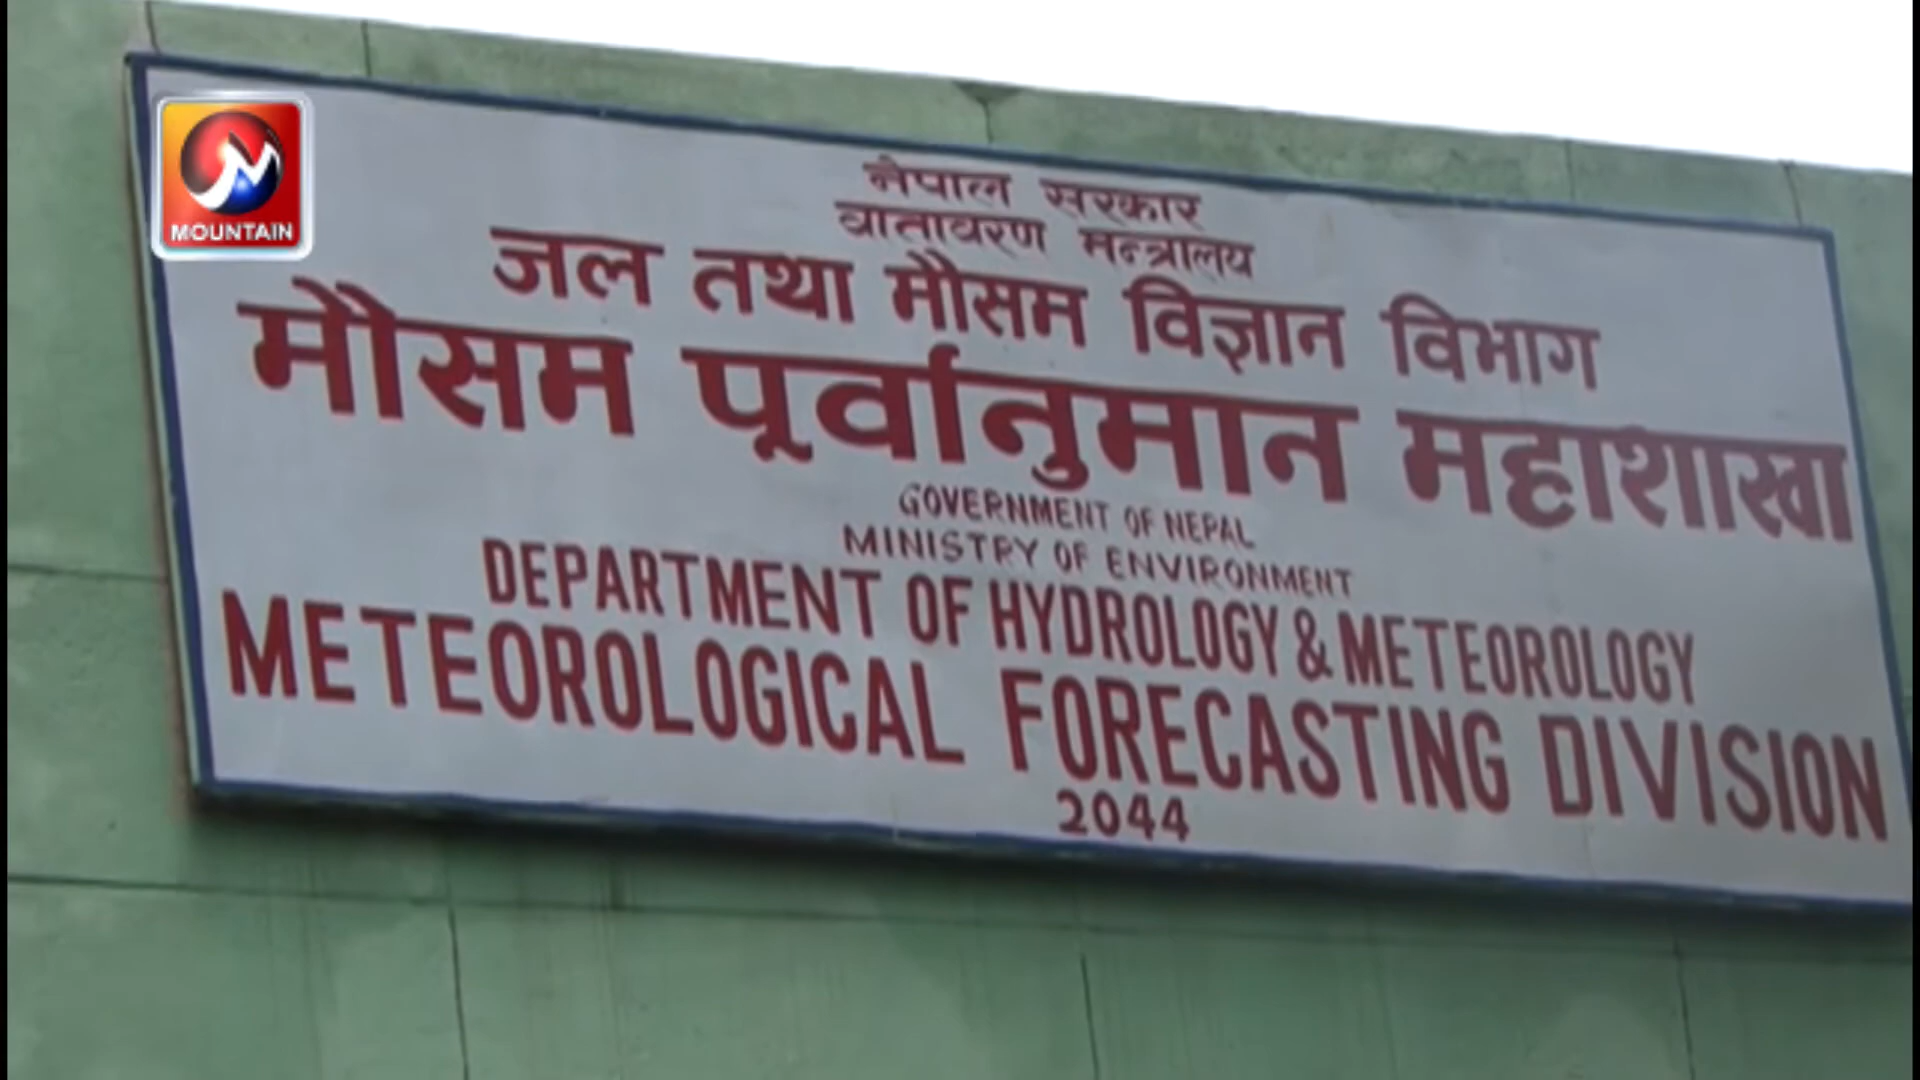 MOUNTAIN
नेपाल सरकार
वातावरण मन्त्रालय
जल तथा मौसम विज्ञान विभाग
मौसम पूर्वानुमान महाशाखा
GOVERNMENT OF NEPAL
MINISTRY OF ENVIRONMENT
DEPARTMENT OF HYDROLOGY & METEOROLOGY
METEOROLOGICAL FORECASTING DIVISION
2044